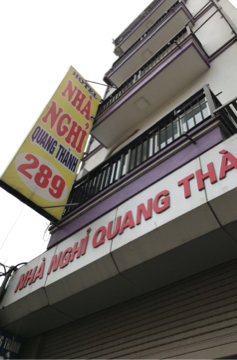 HOTEL
NHÀ
NGHỈ
QUANG THÀNH
289
NHÀ NGHỈ QUANG THÀ